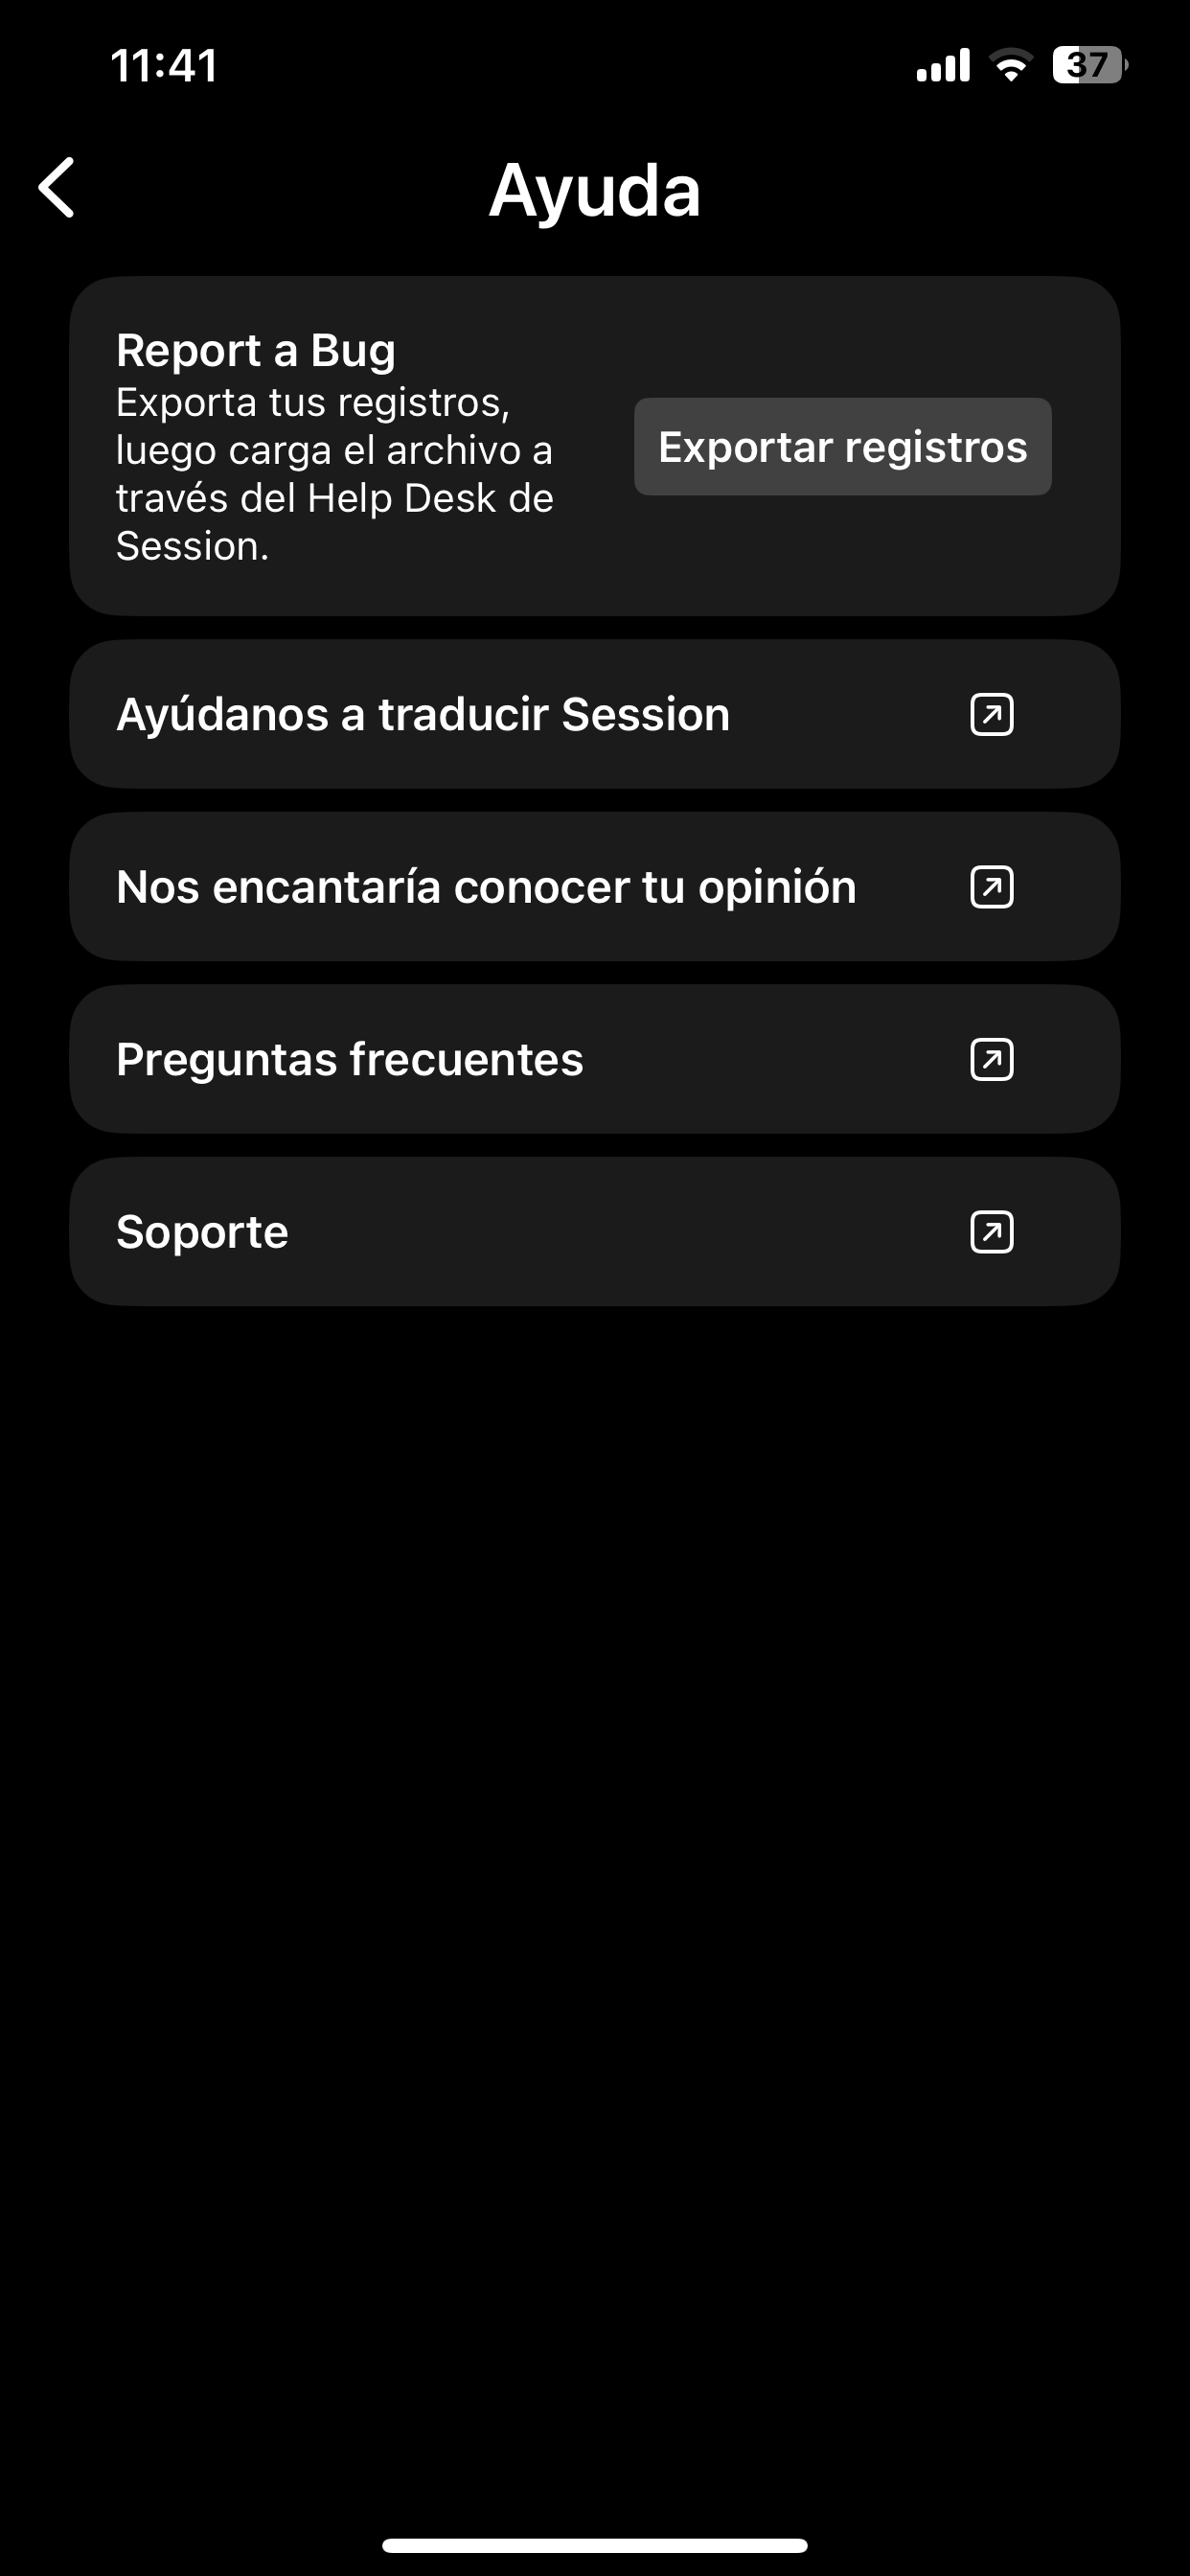 11:41
37
Ayuda
Report a Bug
Exporta tus registros,
luego carga el archivo a
través del Help Desk de
Session.
Exportar registros
Ayúdanos a traducir Session
Nos encantaría conocer tu opinión
Preguntas frecuentes
Soporte